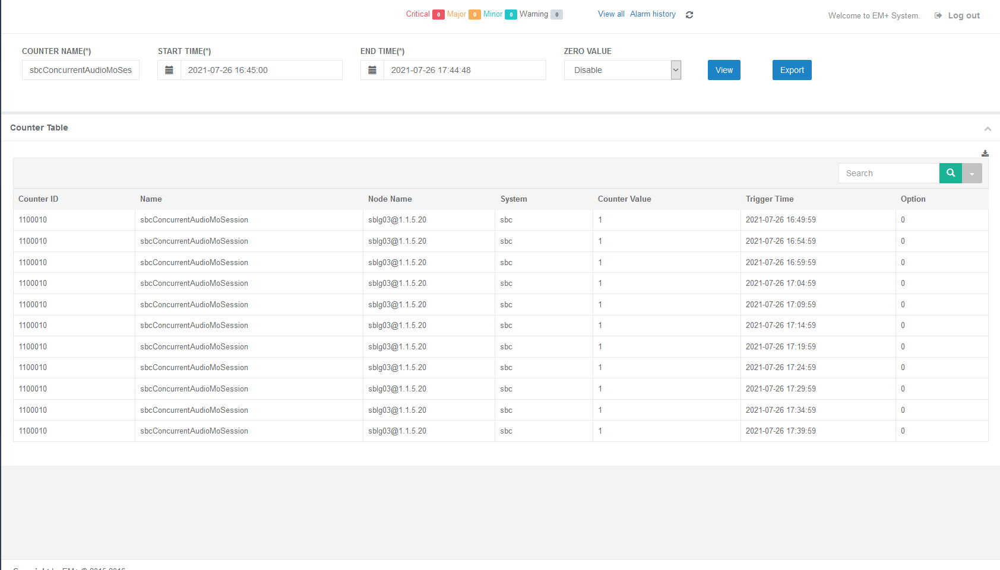 Critical 0 Major 0 Minor 0 Warning 0 View all Alarm history Welcome to EM+ System. Log out
COUNTER NAME(*) START TIME(*) END TIME(*) ZERO VALUE
sbcConcurrentAudioMoSes 2021-07-26 16:45:00 2021-07-26 17:44:48 Disable View Export
Counter Table
Search
Counter ID Name Node Name System Counter Value Trigger Time Option
1100010 sbcConcurrentAudioMoSession sblg03@1.1.5.20 sbc 1 2021-07-26 16:49:59 0
1100010 sbcConcurrentAudioMoSession sblg03@1.1.5.20 sbc 1 2021-07-26 16:54:59 0
1100010 sbcConcurrentAudioMoSession sblg03@1.1.5.20 sbc 1 2021-07-26 16:59:59 0
1100010 sbcConcurrentAudioMoSession sblg03@1.1.5.20 sbc 1 2021-07-26 17:04:59 0
1100010 sbcConcurrentAudioMoSession sblg03@1.1.5.20 sbc 1 2021-07-26 17:09:59 0
1100010 sbcConcurrentAudioMoSession sblg03@1.1.5.20 sbc 1 2021-07-26 17:14:59 0
1100010 sbcConcurrentAudioMoSession sblg03@1.1.5.20 sbc 1 2021-07-26 17:19:59 0
1100010 sbcConcurrentAudioMoSession sblg03@1.1.5.20 sbc 1 2021-07-26 17:24:59 0
1100010 sbcConcurrentAudioMoSession sblg03@1.1.5.20 sbc 1 2021-07-26 17:29:59 0
1100010 sbcConcurrentAudioMoSession sblg03@1.1.5.20 sbc 1 2021-07-26 17:34:59 0
1100010 sbcConcurrentAudioMoSession sblg03@1.1.5.20 sbc 1 2021-07-26 17:39:59 0
Copyright by EM+ © 2015-2016